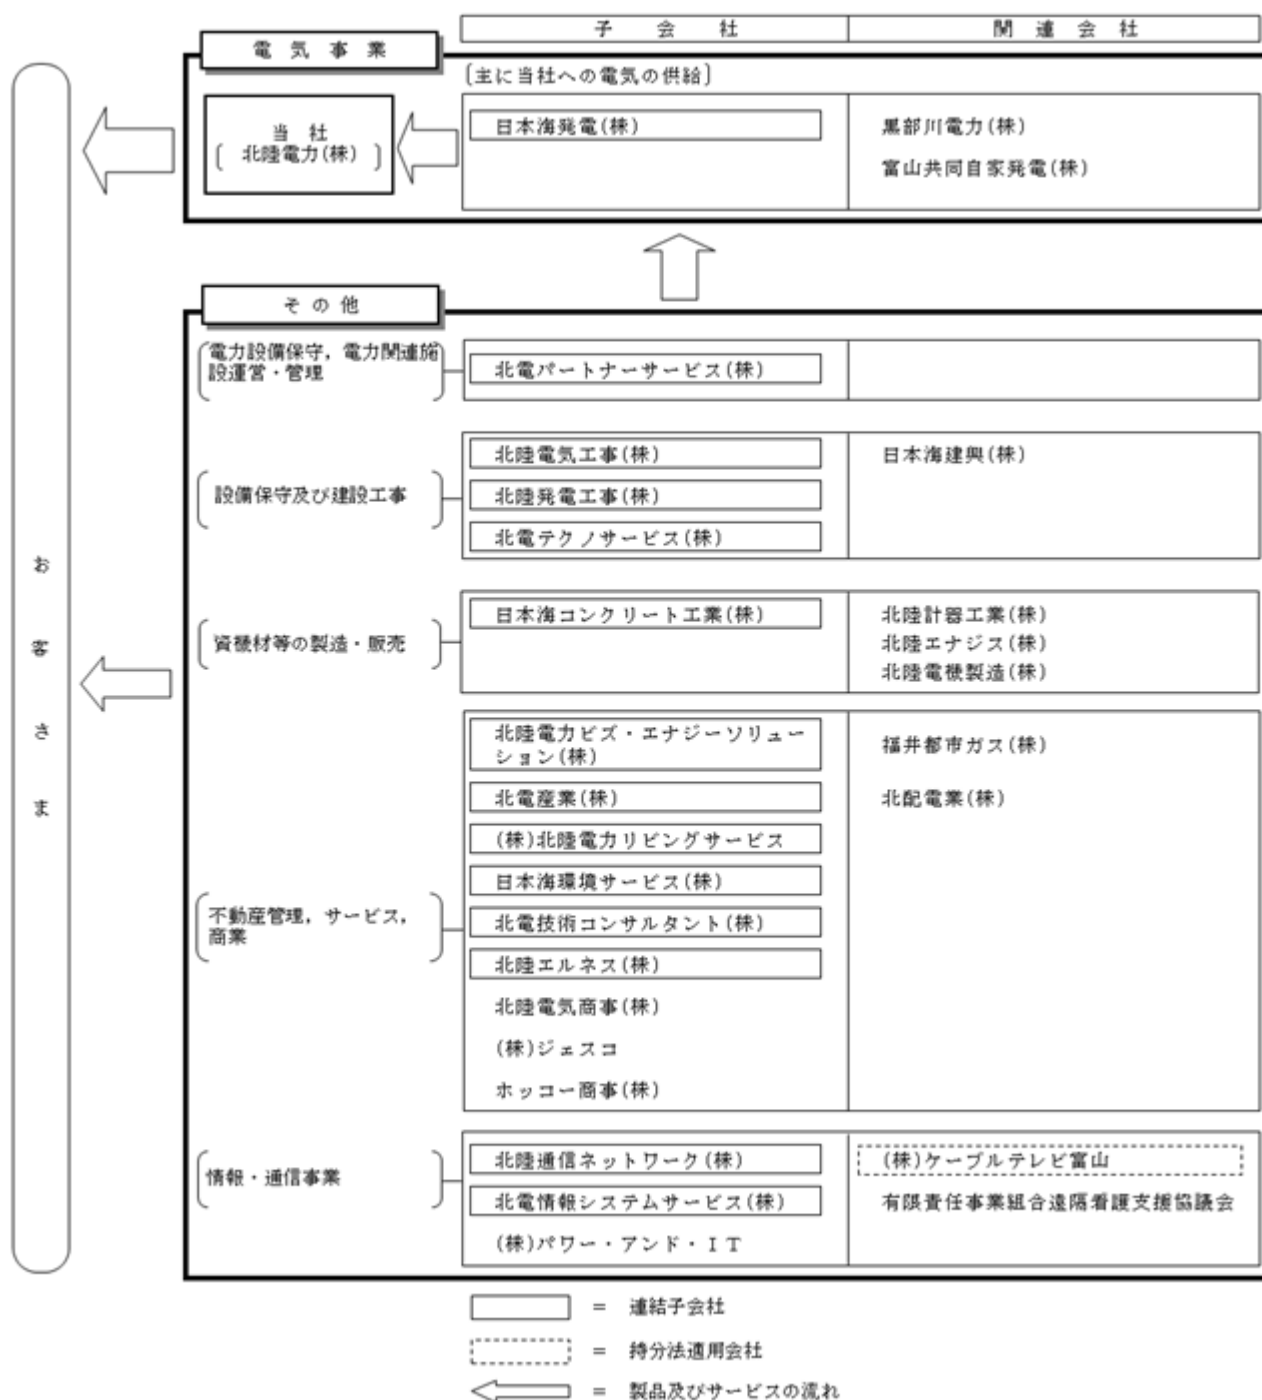 子　会　社
関　連　会　社
電　気　事　業
〔主に当社への電気の供給〕
当　社
〔北陸電力(株)〕
日本海発電(株)
黒部川電力(株)
富山共同自家発電(株)
その他
電力設備保守，電力関連施
設運営・管理
北電パートナーサービス(株)
設備保守及び建設工事
北陸電気工事(株)
日本海建興(株)
北陸発電工事(株)
北電テクノサービス(株)
資機材等の製造・販売
日本海コンクリート工業(株)
北陸計器工業(株)
北陸エナジス(株)
北陸電機製造(株)
不動産管理，サービス，
商業
北陸電力ビズ・エナジーソリュー
ション(株)
福井都市ガス(株)
北電産業(株)
北配電業(株)
(株)北陸電力リビングサービス
日本海環境サービス(株)
北電技術コンサルタント(株)
北陸エルネス(株)
北陸電気商事(株)
(株)ジェスコ
ホッコー商事(株)
情報・通信事業
北陸通信ネットワーク(株)
(株)ケーブルテレビ富山
北電情報システムサービス(株)
有限責任事業組合遠隔看護支援協議会
(株)パワー・アンド・ＩＴ
お客さま
＝　連結子会社
＝　持分法適用会社
＝　製品及びサービスの流れ